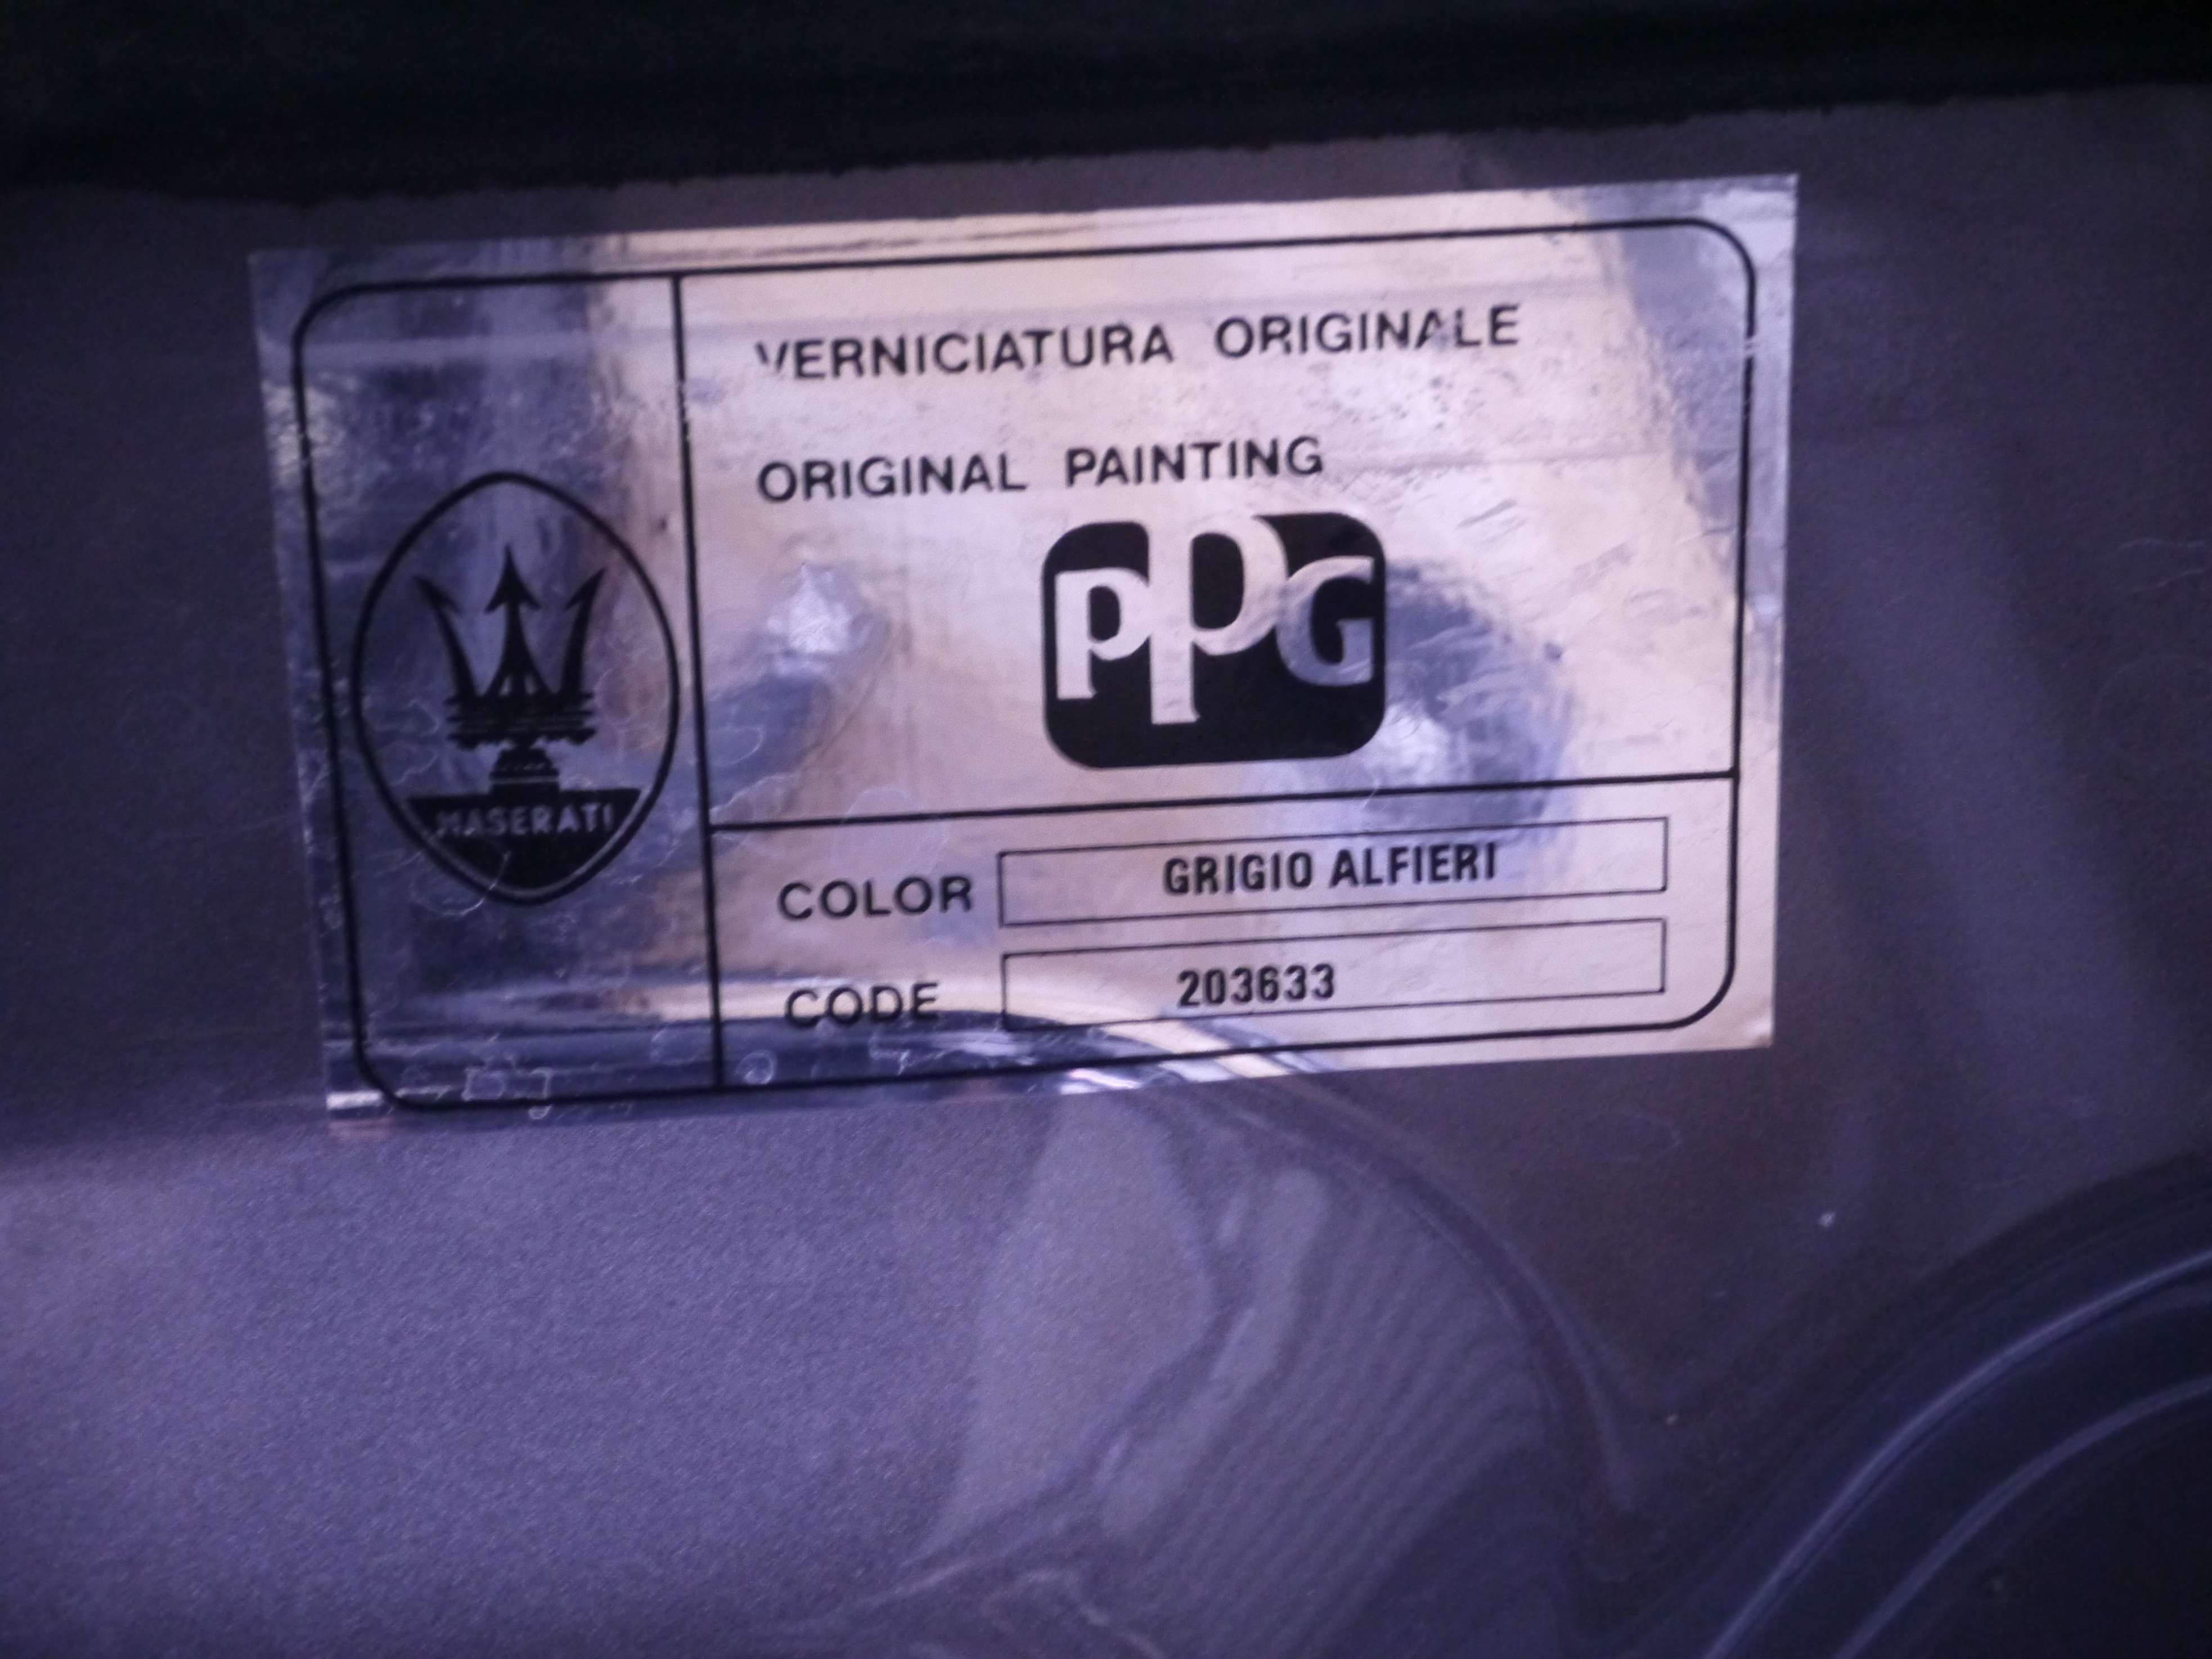 VERNICIATURA ORIGINALE
ORIGINAL PAINTING
PPG
MASERATI
COLOR GRIGIO ALFIERI
CODE 203633